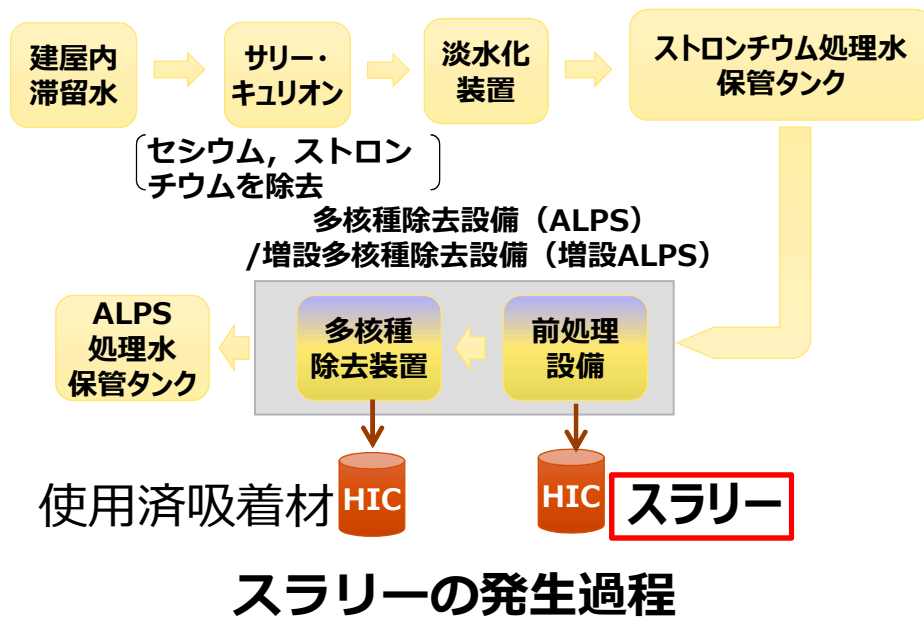 建屋内
滞留水
サリー・
キュリオン
淡水化
装置
ストロンチウム処理水
保管タンク
セシウム，ストロン
チウムを除去
多核種除去設備（ALPS）
/増設多核種除去設備（増設ALPS）
ALPS
処理水
保管タンク
多核種
除去装置
前処理
設備
使用済吸着材
HIC
HIC
スラリー
スラリーの発生過程